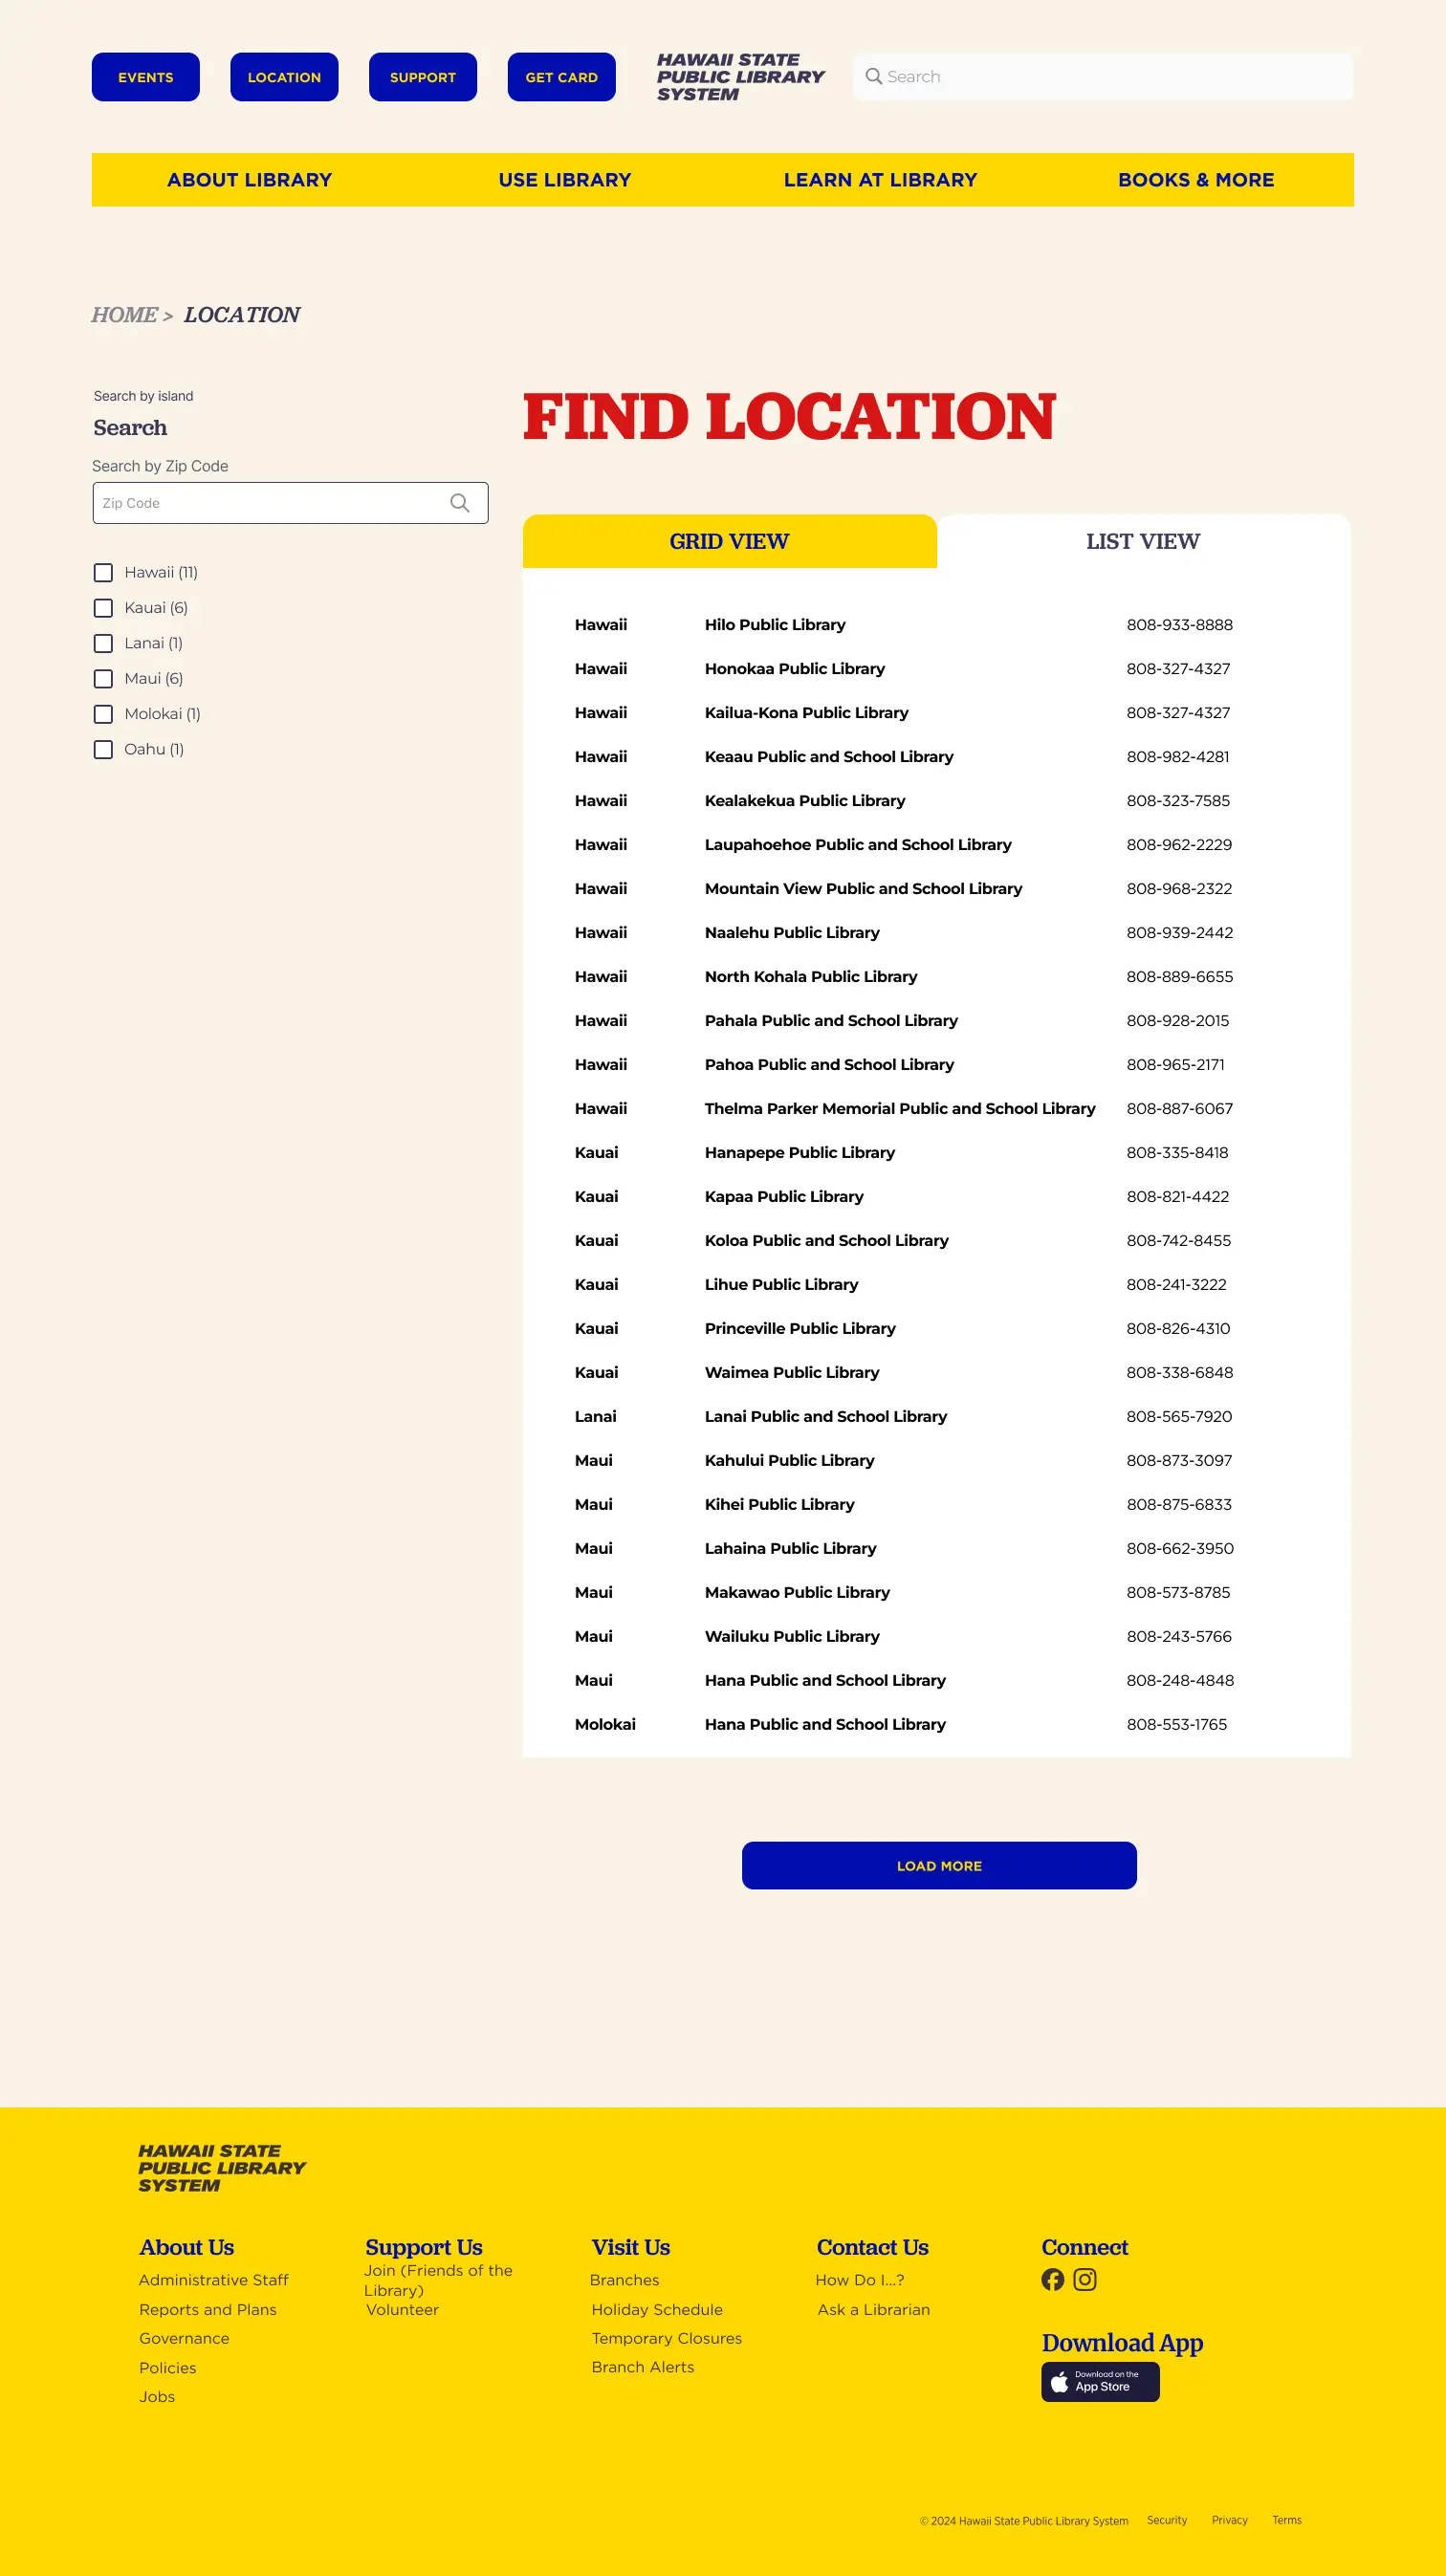 EVENTS
LOCATION
SUPPORT
GET CARD
HAWAII STATE
PUBLIC LIBRARY
SYSTEM
Search
ABOUT LIBRARY
USE LIBRARY
LEARN AT LIBRARY
BOOKS & MORE
HOME > LOCATION
Search by island
Search
Search by Zip Code
Zip Code
Hawaii (11)
Kauai (6)
Lanai (1)
Maui (6)
Molokai (1)
Oahu (1)
FIND LOCATION
GRID VIEW
LIST VIEW
Hawaii Hilo Public Library 808-933-8888
Hawaii Honokaa Public Library 808-327-4327
Hawaii Kailua-Kona Public Library 808-327-4327
Hawaii Keaau Public and School Library 808-982-4281
Hawaii Kealakekua Public Library 808-323-7585
Hawaii Laupahoehoe Public and School Library 808-962-2229
Hawaii Mountain View Public and School Library 808-968-2322
Hawaii Naalehu Public Library 808-939-2442
Hawaii North Kohala Public Library 808-889-6655
Hawaii Pahala Public and School Library 808-928-2015
Hawaii Pahoa Public and School Library 808-965-2171
Hawaii Thelma Parker Memorial Public and School Library 808-887-6067
Kauai Hanapepe Public Library 808-335-8418
Kauai Kapaa Public Library 808-821-4422
Kauai Koloa Public and School Library 808-742-8455
Kauai Lihue Public Library 808-241-3222
Kauai Princeville Public Library 808-826-4310
Kauai Waimea Public Library 808-338-6848
Lanai Lanai Public and School Library 808-565-7920
Maui Kahului Public Library 808-873-3097
Maui Kihei Public Library 808-875-6833
Maui Lahaina Public Library 808-662-3950
Maui Makawao Public Library 808-573-8785
Maui Wailuku Public Library 808-243-5766
Maui Hana Public and School Library 808-248-4848
Molokai Hana Public and School Library 808-553-1765
LOAD MORE
HAWAII STATE
PUBLIC LIBRARY
SYSTEM
About Us
Administrative Staff
Reports and Plans
Governance
Policies
Jobs
Support Us
Join (Friends of the
Library)
Volunteer
Visit Us
Branches
Holiday Schedule
Temporary Closures
Branch Alerts
Contact Us
How Do I...?
Ask a Librarian
Connect
Download App
Download on the
App Store
© 2024 Hawaii State Public Library System
Security
Privacy
Terms